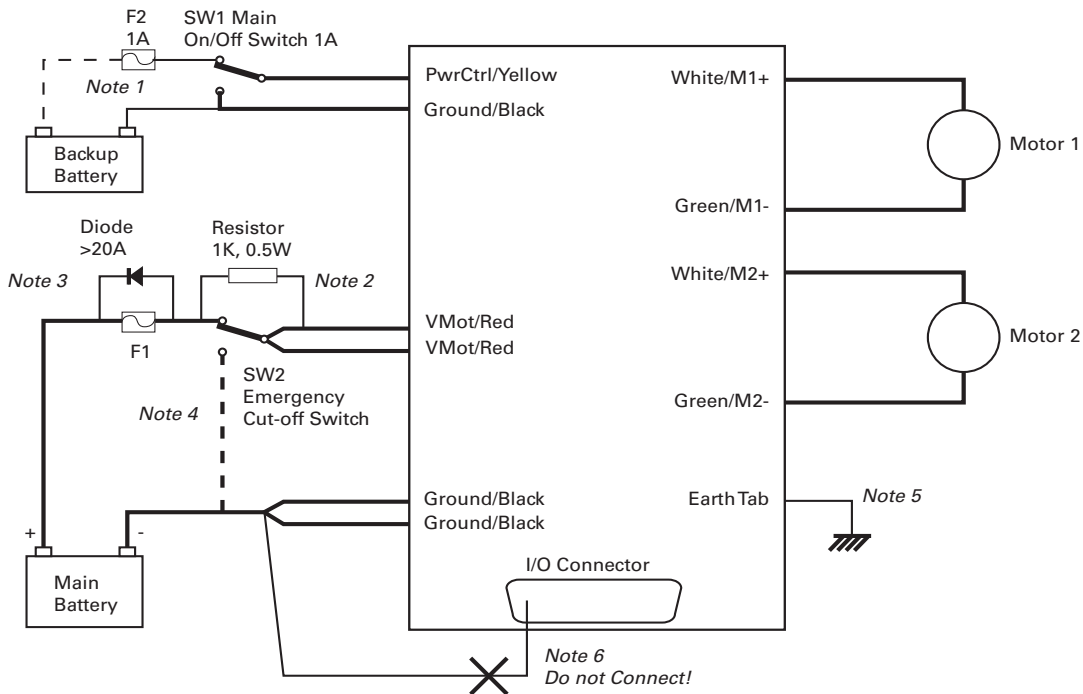 F2
1A
SW1 Main
On/Off Switch 1A
Note 1
Backup
Battery
PwrCtrl/Yellow
Ground/Black
White/M1+
Motor 1
Green/M1-
Diode
>20A
Resistor
1K, 0.5W
Note 3
Note 2
F1
VMot/Red
VMot/Red
White/M2+
Motor 2
Green/M2-
SW2
Emergency
Cut-off Switch
Note 4
Ground/Black
Ground/Black
Earth Tab
Note 5
+
-
Main
Battery
I/O Connector
Note 6
Do not Connect!